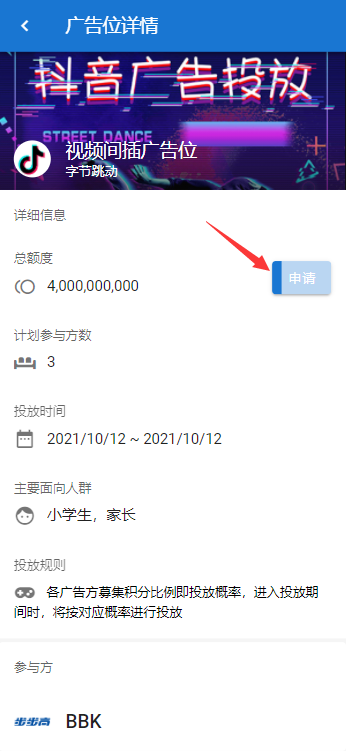 广告位详情
抖音广告投放
STREET DANCE
视频间插广告位
字节跳动
详细信息
总额度
4,000,000,000
申请
计划参与方数
3
投放时间
2021/10/12 ~ 2021/10/12
主要面向人群
小学生，家长
投放规则
各广告方募集积分比例即投放概率，进入投放期
间时，将按对应概率进行投放
参与方
步步高 BBK